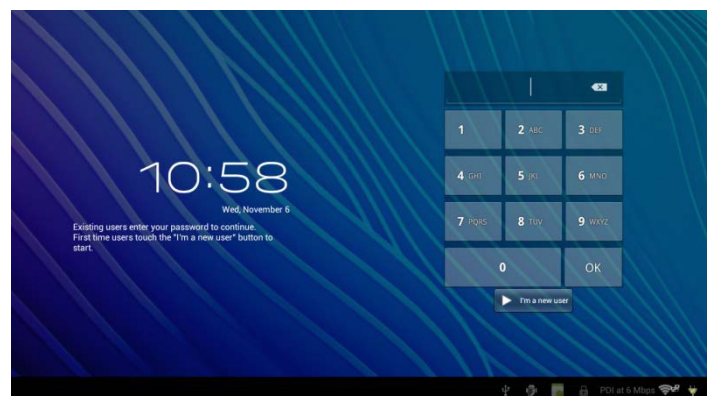 10:58
Wed, November 6
Existing users enter your password to continue.
First time users touch the "I'm a new user" button to
start.
1
2 ABC
3 DEF
4 GHI
5 JKL
6 MNO
7 PQRS
8 TUV
9 WXYZ
0
OK
I'm a new user
PDI at 6 Mbps